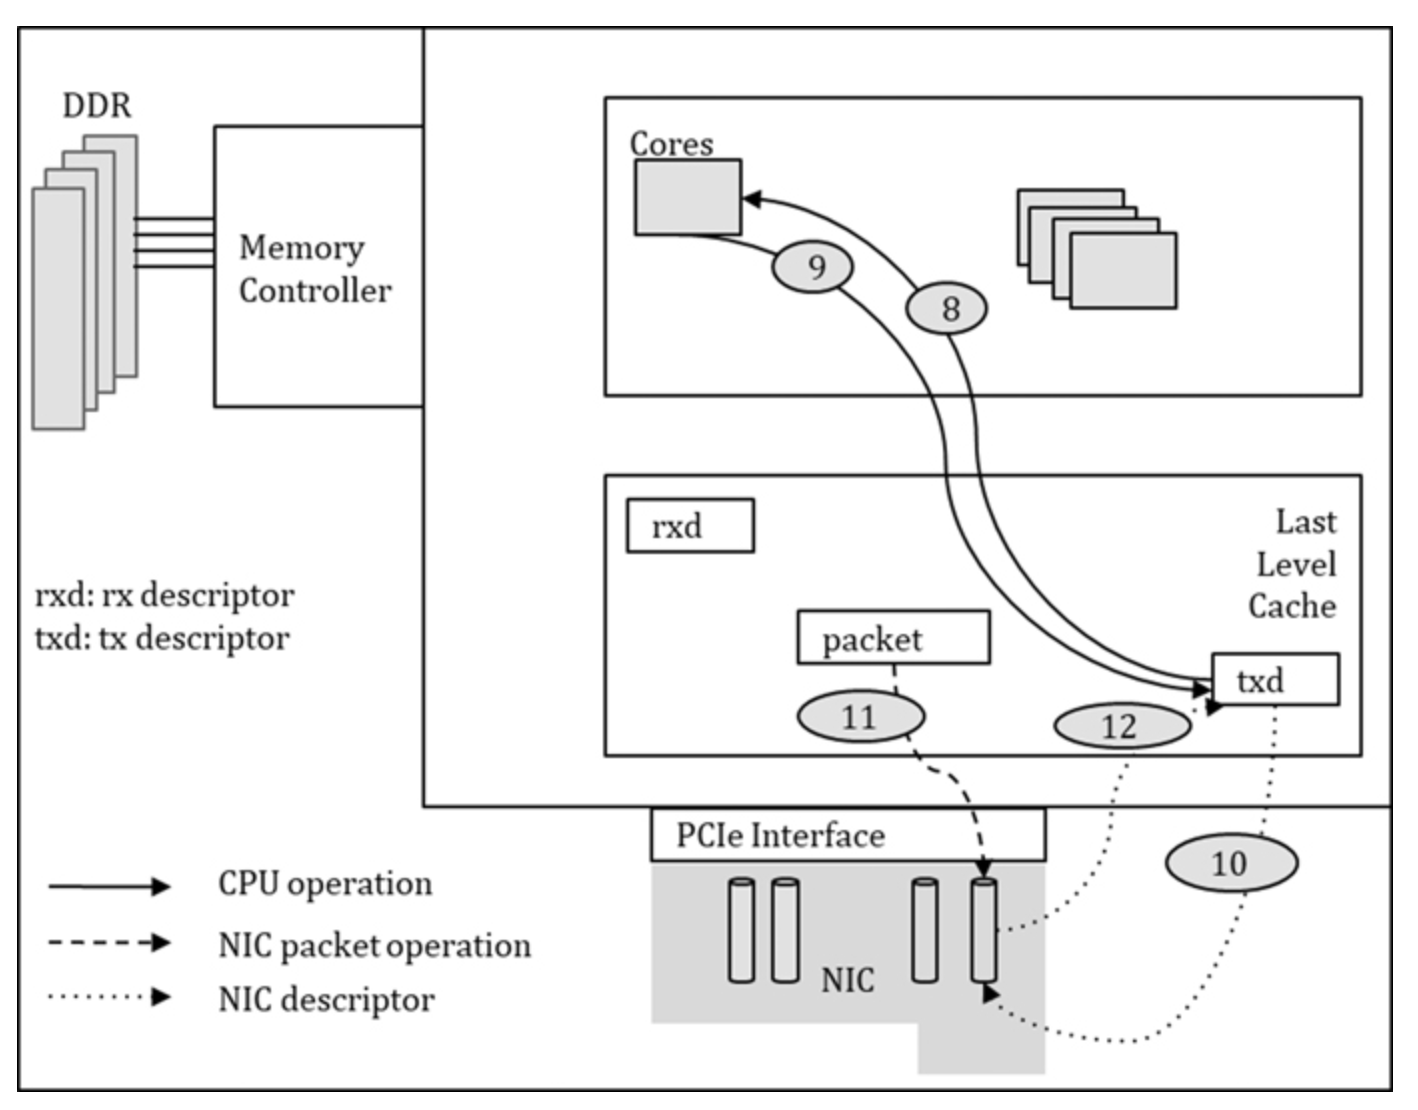 DDR
Memory
Controller
Cores
9
8
rxd
Last
Level
Cache
rxd: rx descriptor
txd: tx descriptor
packet
txd
11
12
PCIe Interface
10
NIC
CPU operation
NIC packet operation
NIC descriptor